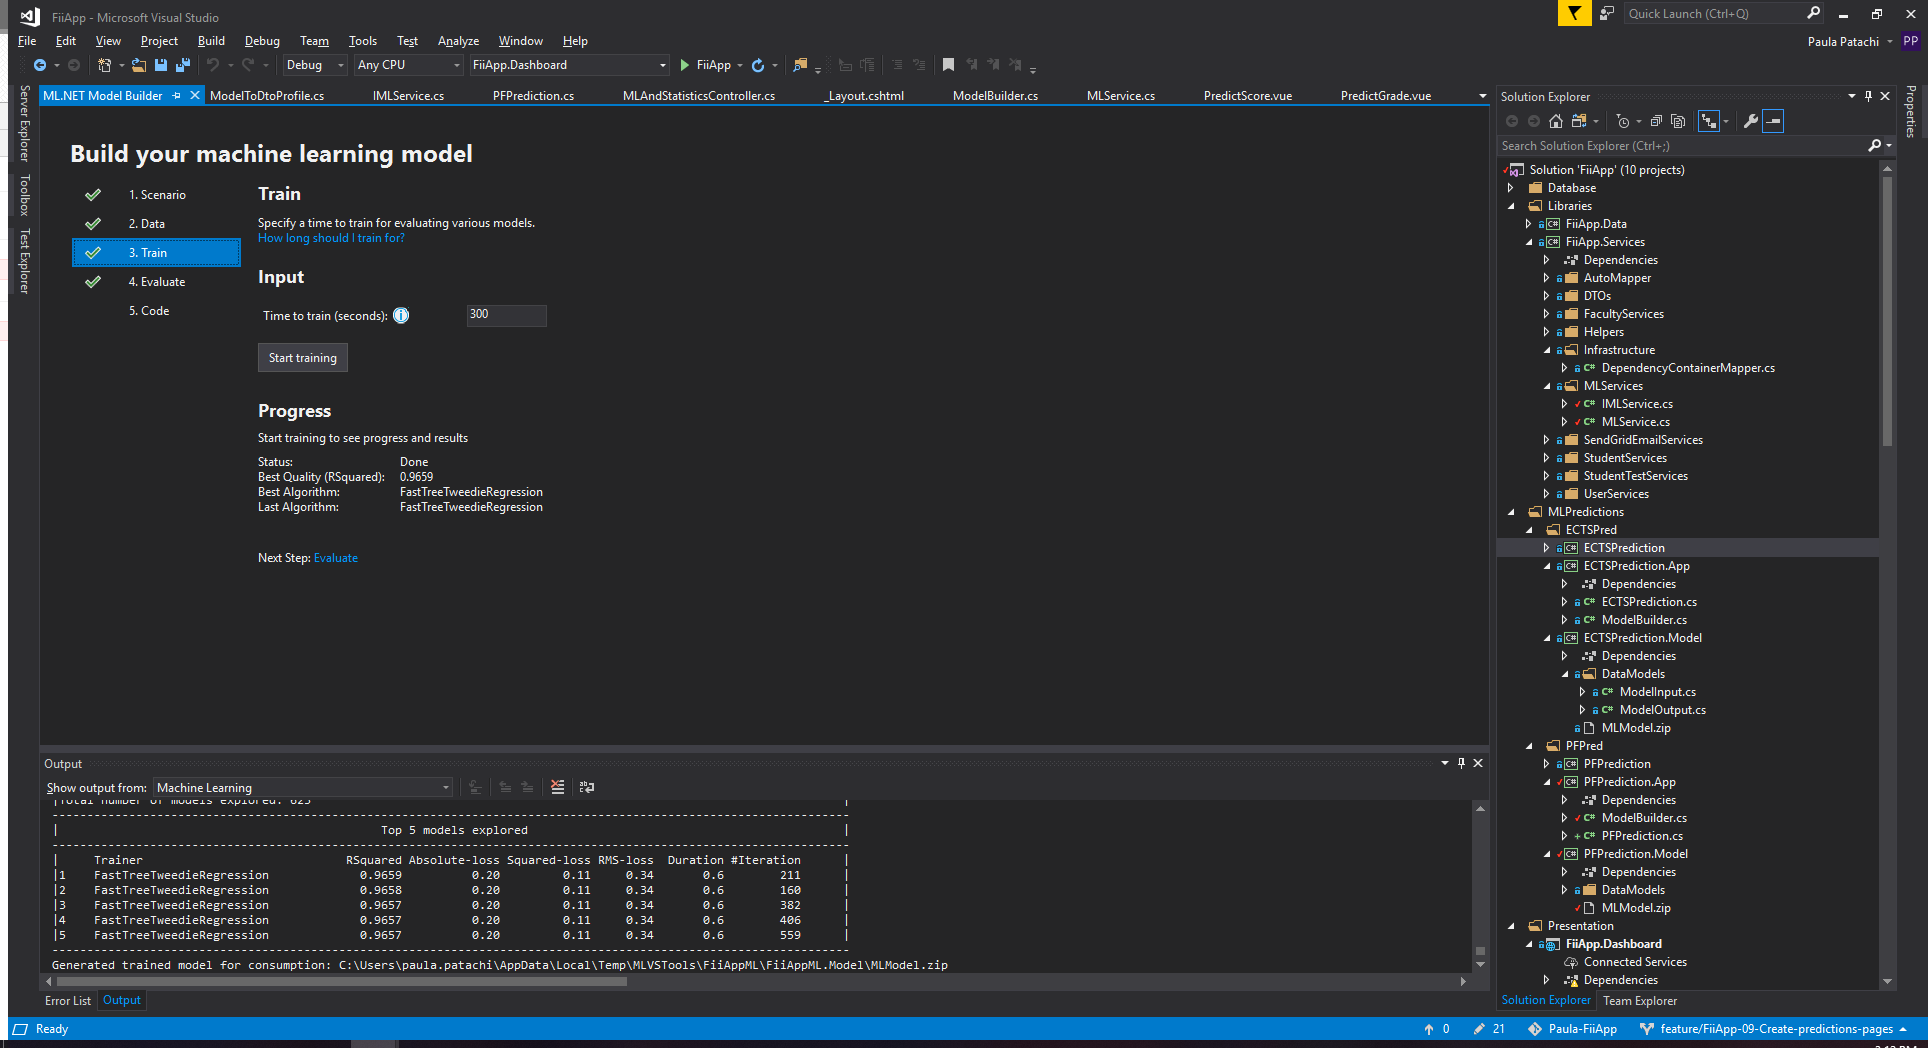 FiiApp - Microsoft Visual Studio
Quick Launch (Ctrl+Q)
File Edit View Project Build Debug Team Tools Test Analyze Window Help
Paula Patachi PP
Debug Any CPU FiiApp.Dashboard FiiApp
Server Explorer
Toolbox
Test Explorer
ML.NET Model Builder ModelToDtoProfile.cs IMLService.cs PFPrediction.cs MLAndStatisticsController.cs _Layout.cshtml ModelBuilder.cs MLService.cs PredictScore.vue PredictGrade.vue
Build your machine learning model
1. Scenario
2. Data
3. Train
4. Evaluate
5. Code
Train
Specify a time to train for evaluating various models.
How long should I train for?
Input
Time to train (seconds): 300
Start training
Progress
Start training to see progress and results
Status: Done
Best Quality (RSquared): 0.9659
Best Algorithm: FastTreeTweedieRegression
Last Algorithm: FastTreeTweedieRegression
Next Step: Evaluate
Output
Show output from: Machine Learning
|Total number of models explored: 625 |
| Top 5 models explored |
| Trainer RSquared Absolute-loss Squared-loss RMS-loss Duration #Iteration |
|1 FastTreeTweedieRegression 0.9659 0.20 0.11 0.34 0.6 211 |
|2 FastTreeTweedieRegression 0.9658 0.20 0.11 0.34 0.6 160 |
|3 FastTreeTweedieRegression 0.9657 0.20 0.11 0.34 0.6 382 |
|4 FastTreeTweedieRegression 0.9657 0.20 0.11 0.34 0.6 406 |
|5 FastTreeTweedieRegression 0.9657 0.20 0.11 0.34 0.6 559 |
Generated trained model for consumption: C:\Users\paula.patachi\AppData\Local\Temp\MLVSTools\FiiAppML\FiiAppML.Model\MLModel.zip
Error List Output
Solution Explorer
Search Solution Explorer (Ctrl+;)
Solution 'FiiApp' (10 projects)
Database
Libraries
FiiApp.Data
FiiApp.Services
Dependencies
AutoMapper
DTOs
FacultyServices
Helpers
Infrastructure
C# DependencyContainerMapper.cs
MLServices
C# IMLService.cs
C# MLService.cs
SendGridEmailServices
StudentServices
StudentTestServices
UserServices
MLPredictions
ECTSPred
ECTSPrediction
ECTSPrediction.App
Dependencies
C# ECTSPrediction.cs
C# ModelBuilder.cs
ECTSPrediction.Model
Dependencies
DataModels
C# ModelInput.cs
C# ModelOutput.cs
MLModel.zip
PFPred
PFPrediction
PFPrediction.App
Dependencies
C# ModelBuilder.cs
C# PFPrediction.cs
PFPrediction.Model
Dependencies
DataModels
MLModel.zip
Presentation
FiiApp.Dashboard
Connected Services
Dependencies
Solution Explorer Team Explorer
Properties
Ready 0 21 Paula-FiiApp feature/FiiApp-09-Create-predictions-pages